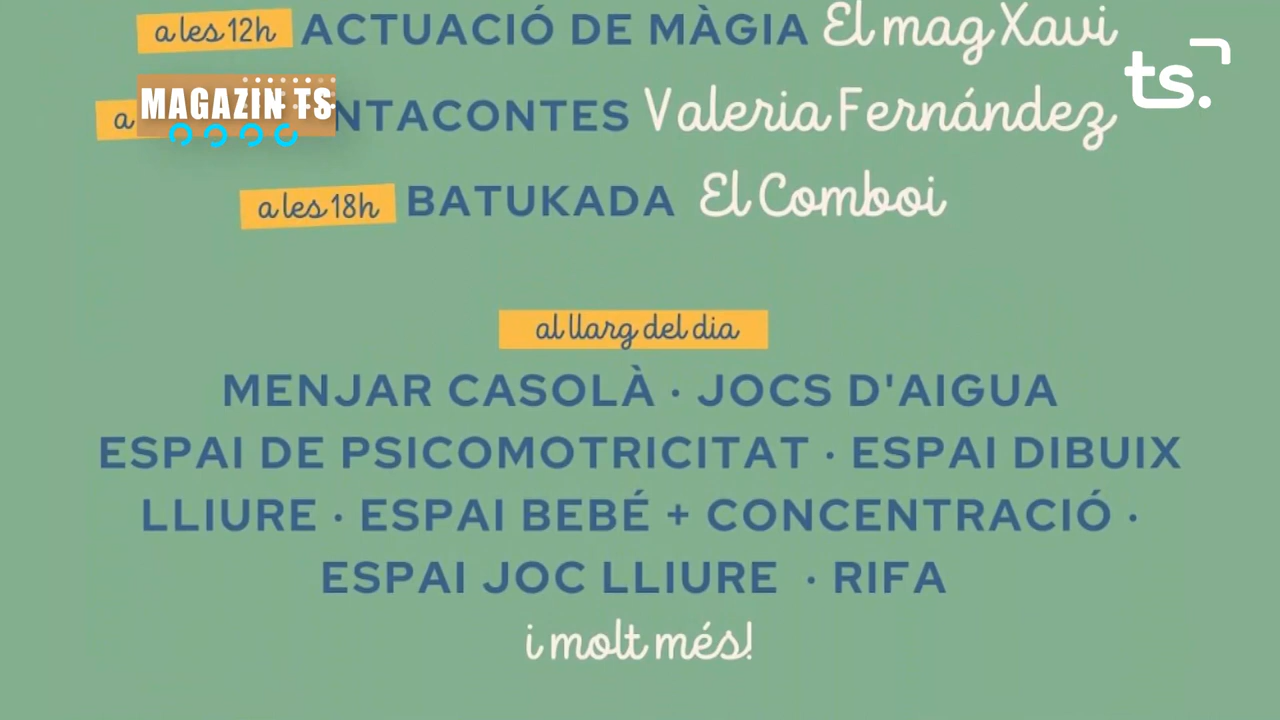 a les 12h ACTUACIÓ DE MÀGIA El mag Xavi
ts.
MAGAZIN TS
a NTACONTES Valeria Fernández
a les 18h BATUKADA El Comboi
al llarg del dia
MENJAR CASOLÀ · JOCS D'AIGUA
ESPAI DE PSICOMOTRICITAT · ESPAI DIBUIX
LLIURE · ESPAI BEBÉ + CONCENTRACIÓ ·
ESPAI JOC LLIURE · RIFA
i molt més!